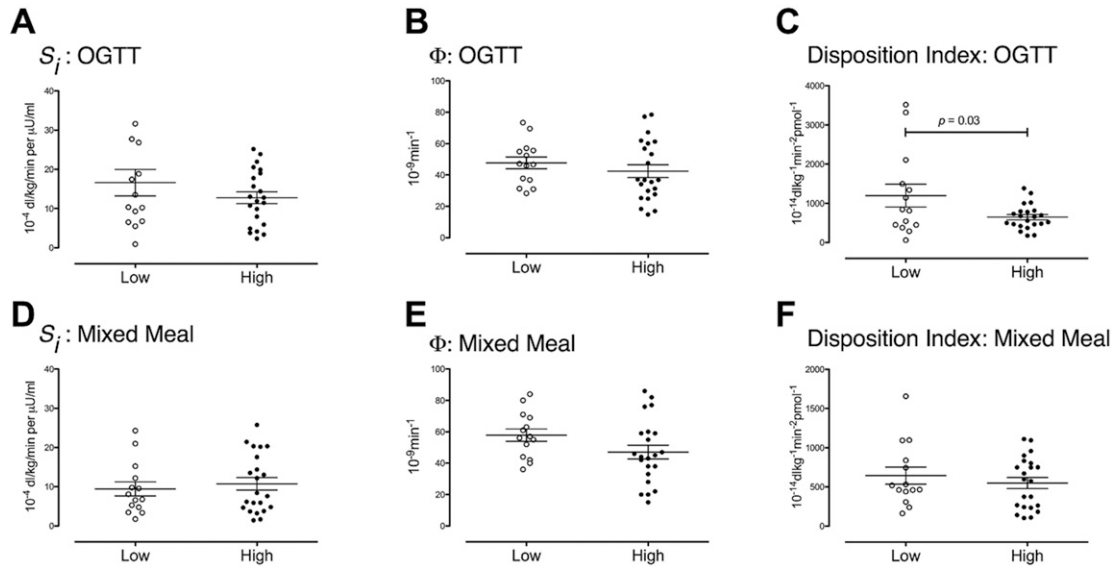 A
Si : OGTT
10-4 dl/kg/min per μU/ml
40
30
20
10
0
Low High
B
Φ: OGTT
10-9min-1
100
80
60
40
20
0
Low High
C
Disposition Index: OGTT
10-14dlkg-1min-2pmol-1
4000
3000
2000
1000
0
p = 0.03
Low High
D
Si : Mixed Meal
10-4 dl/kg/min per μU/ml
40
30
20
10
0
Low High
E
Φ: Mixed Meal
10-9min-1
100
80
60
40
20
0
Low High
F
Disposition Index: Mixed Meal
10-14dlkg-1min-2pmol-1
2000
1500
1000
500
0
Low High